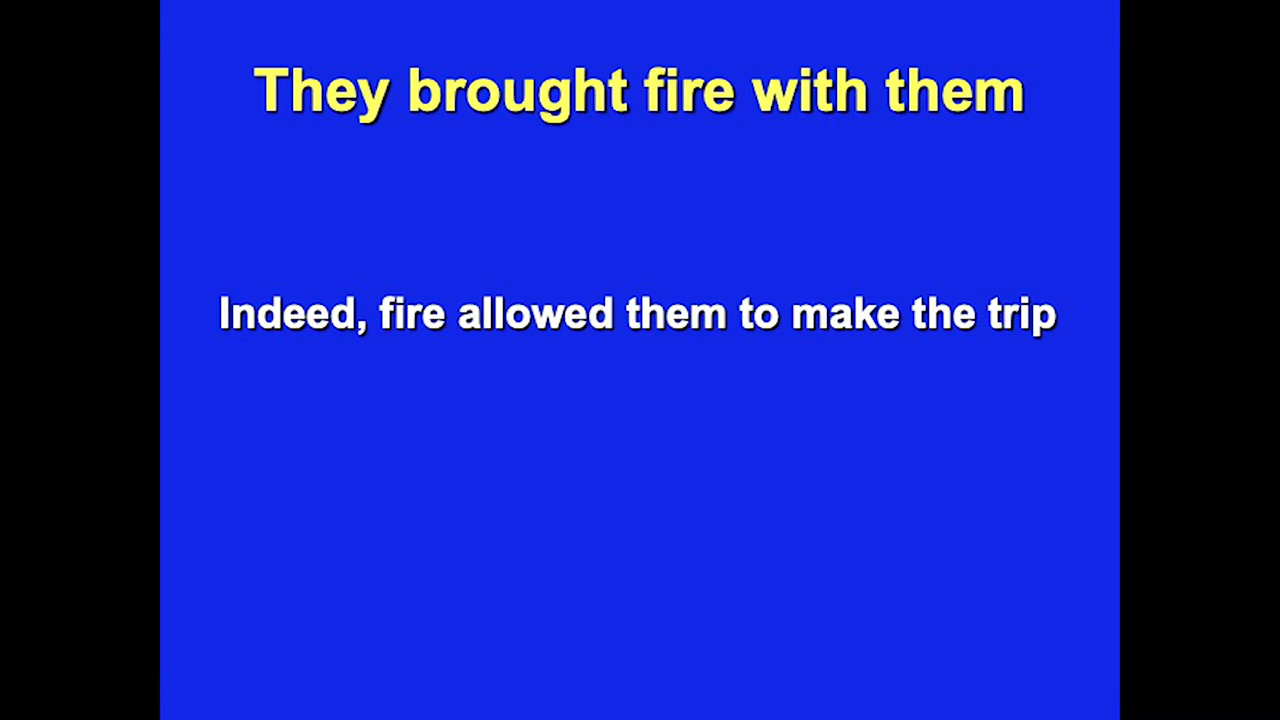 They brought fire with them
Indeed, fire allowed them to make the trip